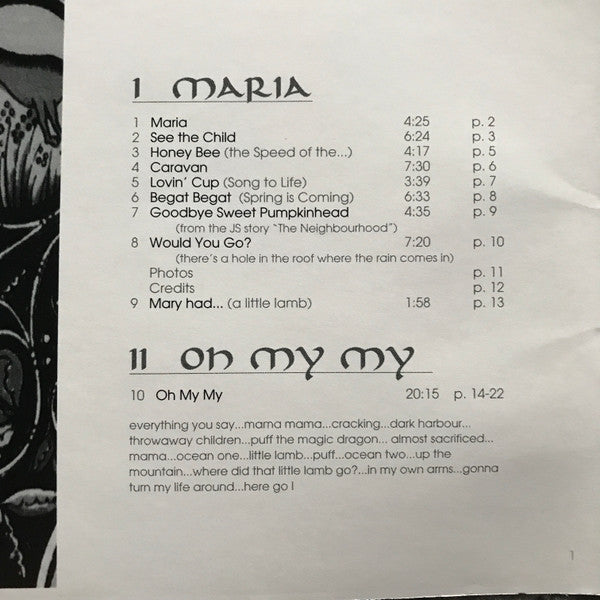 I MARIA
1 Maria 4:25 p. 2
2 See the Child 6:24 p. 3
3 Honey Bee (the Speed of the...) 4:17 p. 5
4 Caravan 7:30 p. 6
5 Lovin' Cup (Song to Life) 3:39 p. 7
6 Begat Begat (Spring is Coming) 6:33 p. 8
7 Goodbye Sweet Pumpkinhead 4:35 p. 9
(from the JS story "The Neighbourhood")
8 Would You Go? 7:20 p. 10
(there's a hole in the roof where the rain comes in)
Photos p. 11
Credits p. 12
9 Mary had... (a little lamb) 1:58 p. 13
II Oh My My
10 Oh My My 20:15 p. 14-22
everything you say...mama mama...cracking...dark harbour...
throwaway children...puff the magic dragon... almost sacrificed...
mama...ocean one...little lamb...puff...ocean two...up the
mountain...where did that little lamb go?...in my own arms...gonna
turn my life around...here go I
1